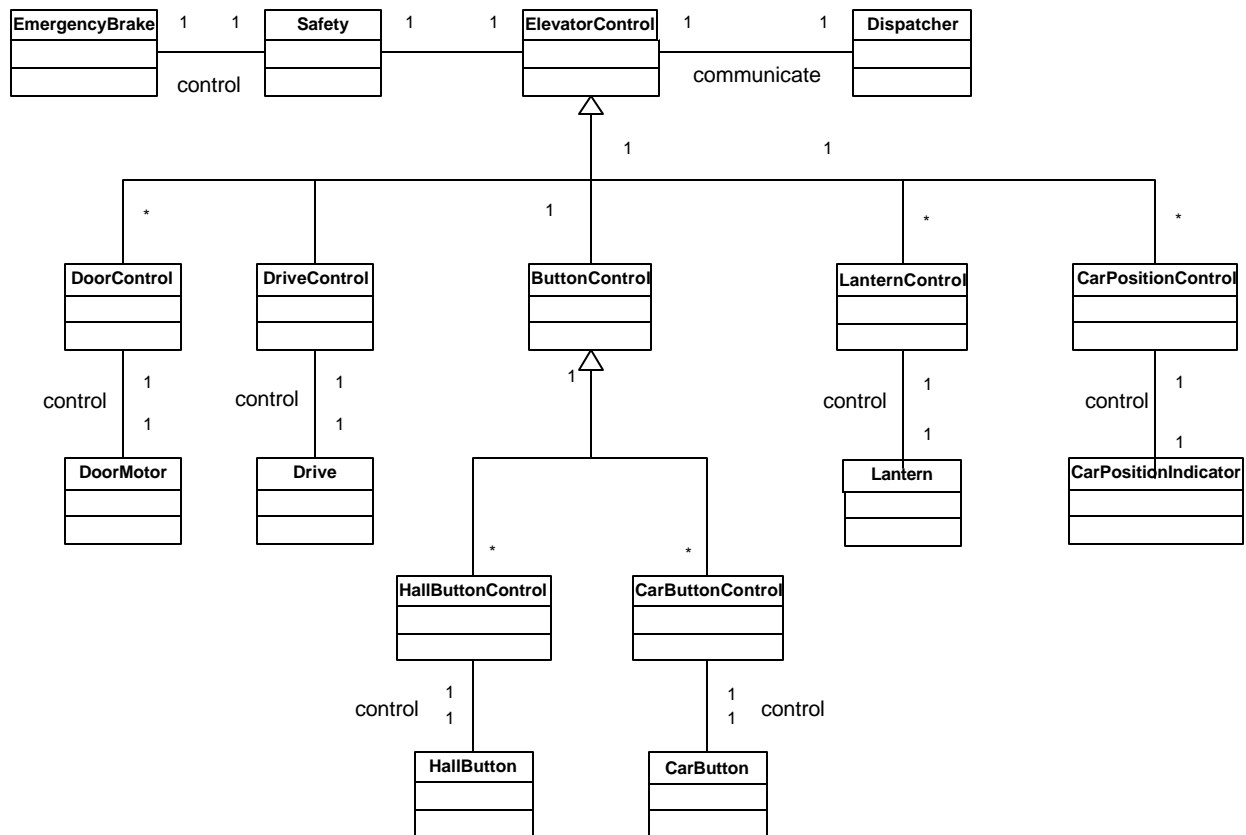 EmergencyBrake 1 1 Safety 1 1 ElevatorControl 1 1 Dispatcher
control communicate
1 1
* 1 * *
DoorControl DriveControl ButtonControl LanternControl CarPositionControl
1 1 1 1 1
control control control control
1 1 1 1
DoorMotor Drive Lantern CarPositionIndicator
* *
HallButtonControl CarButtonControl
1 1
control 1 1 control
HallButton CarButton